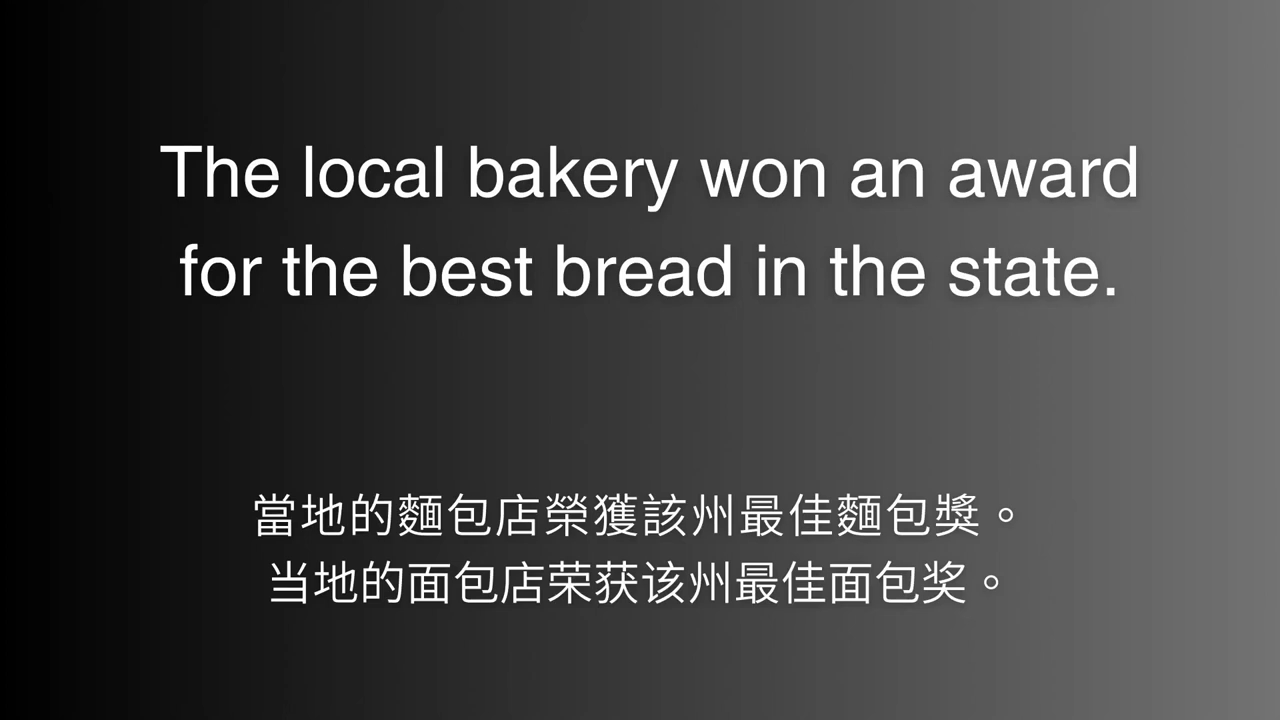 The local bakery won an award
for the best bread in the state.
當地的麵包店榮獲該州最佳麵包獎。
当地的面包店荣获该州最佳面包奖。